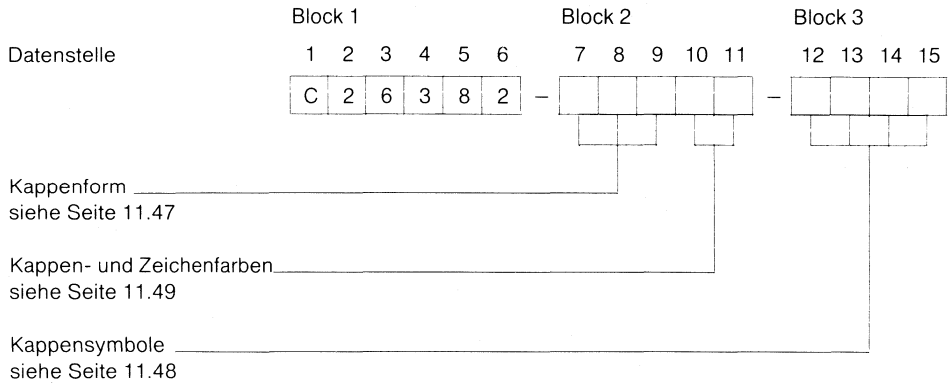 Block 1 Block 2 Block 3
Datenstelle 1 2 3 4 5 6 7 8 9 10 11 12 13 14 15
C 2 6 3 8 2 – –
Kappenform
siehe Seite 11.47
Kappen- und Zeichenfarben
siehe Seite 11.49
Kappensymbole
siehe Seite 11.48